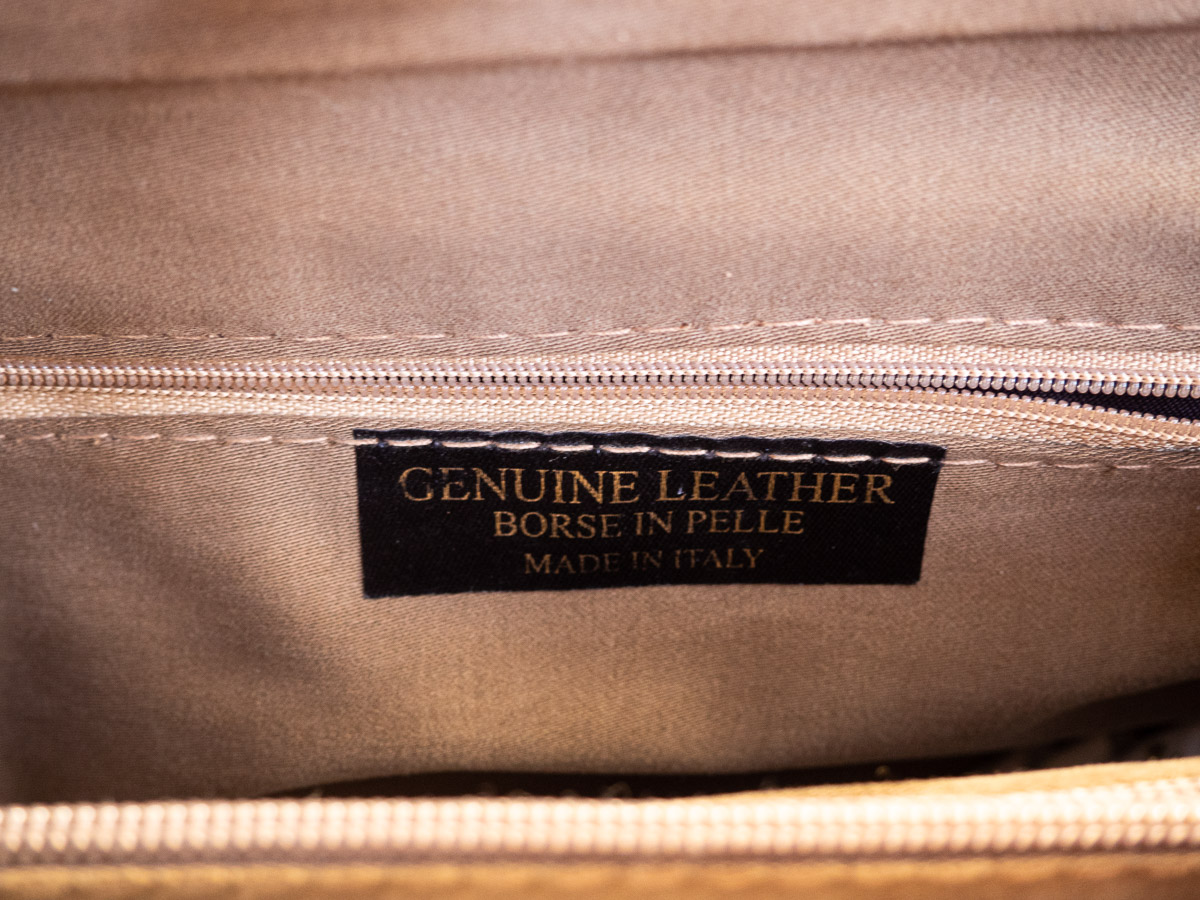 GENUINE LEATHER
BORSE IN PELLE
MADE IN ITALY